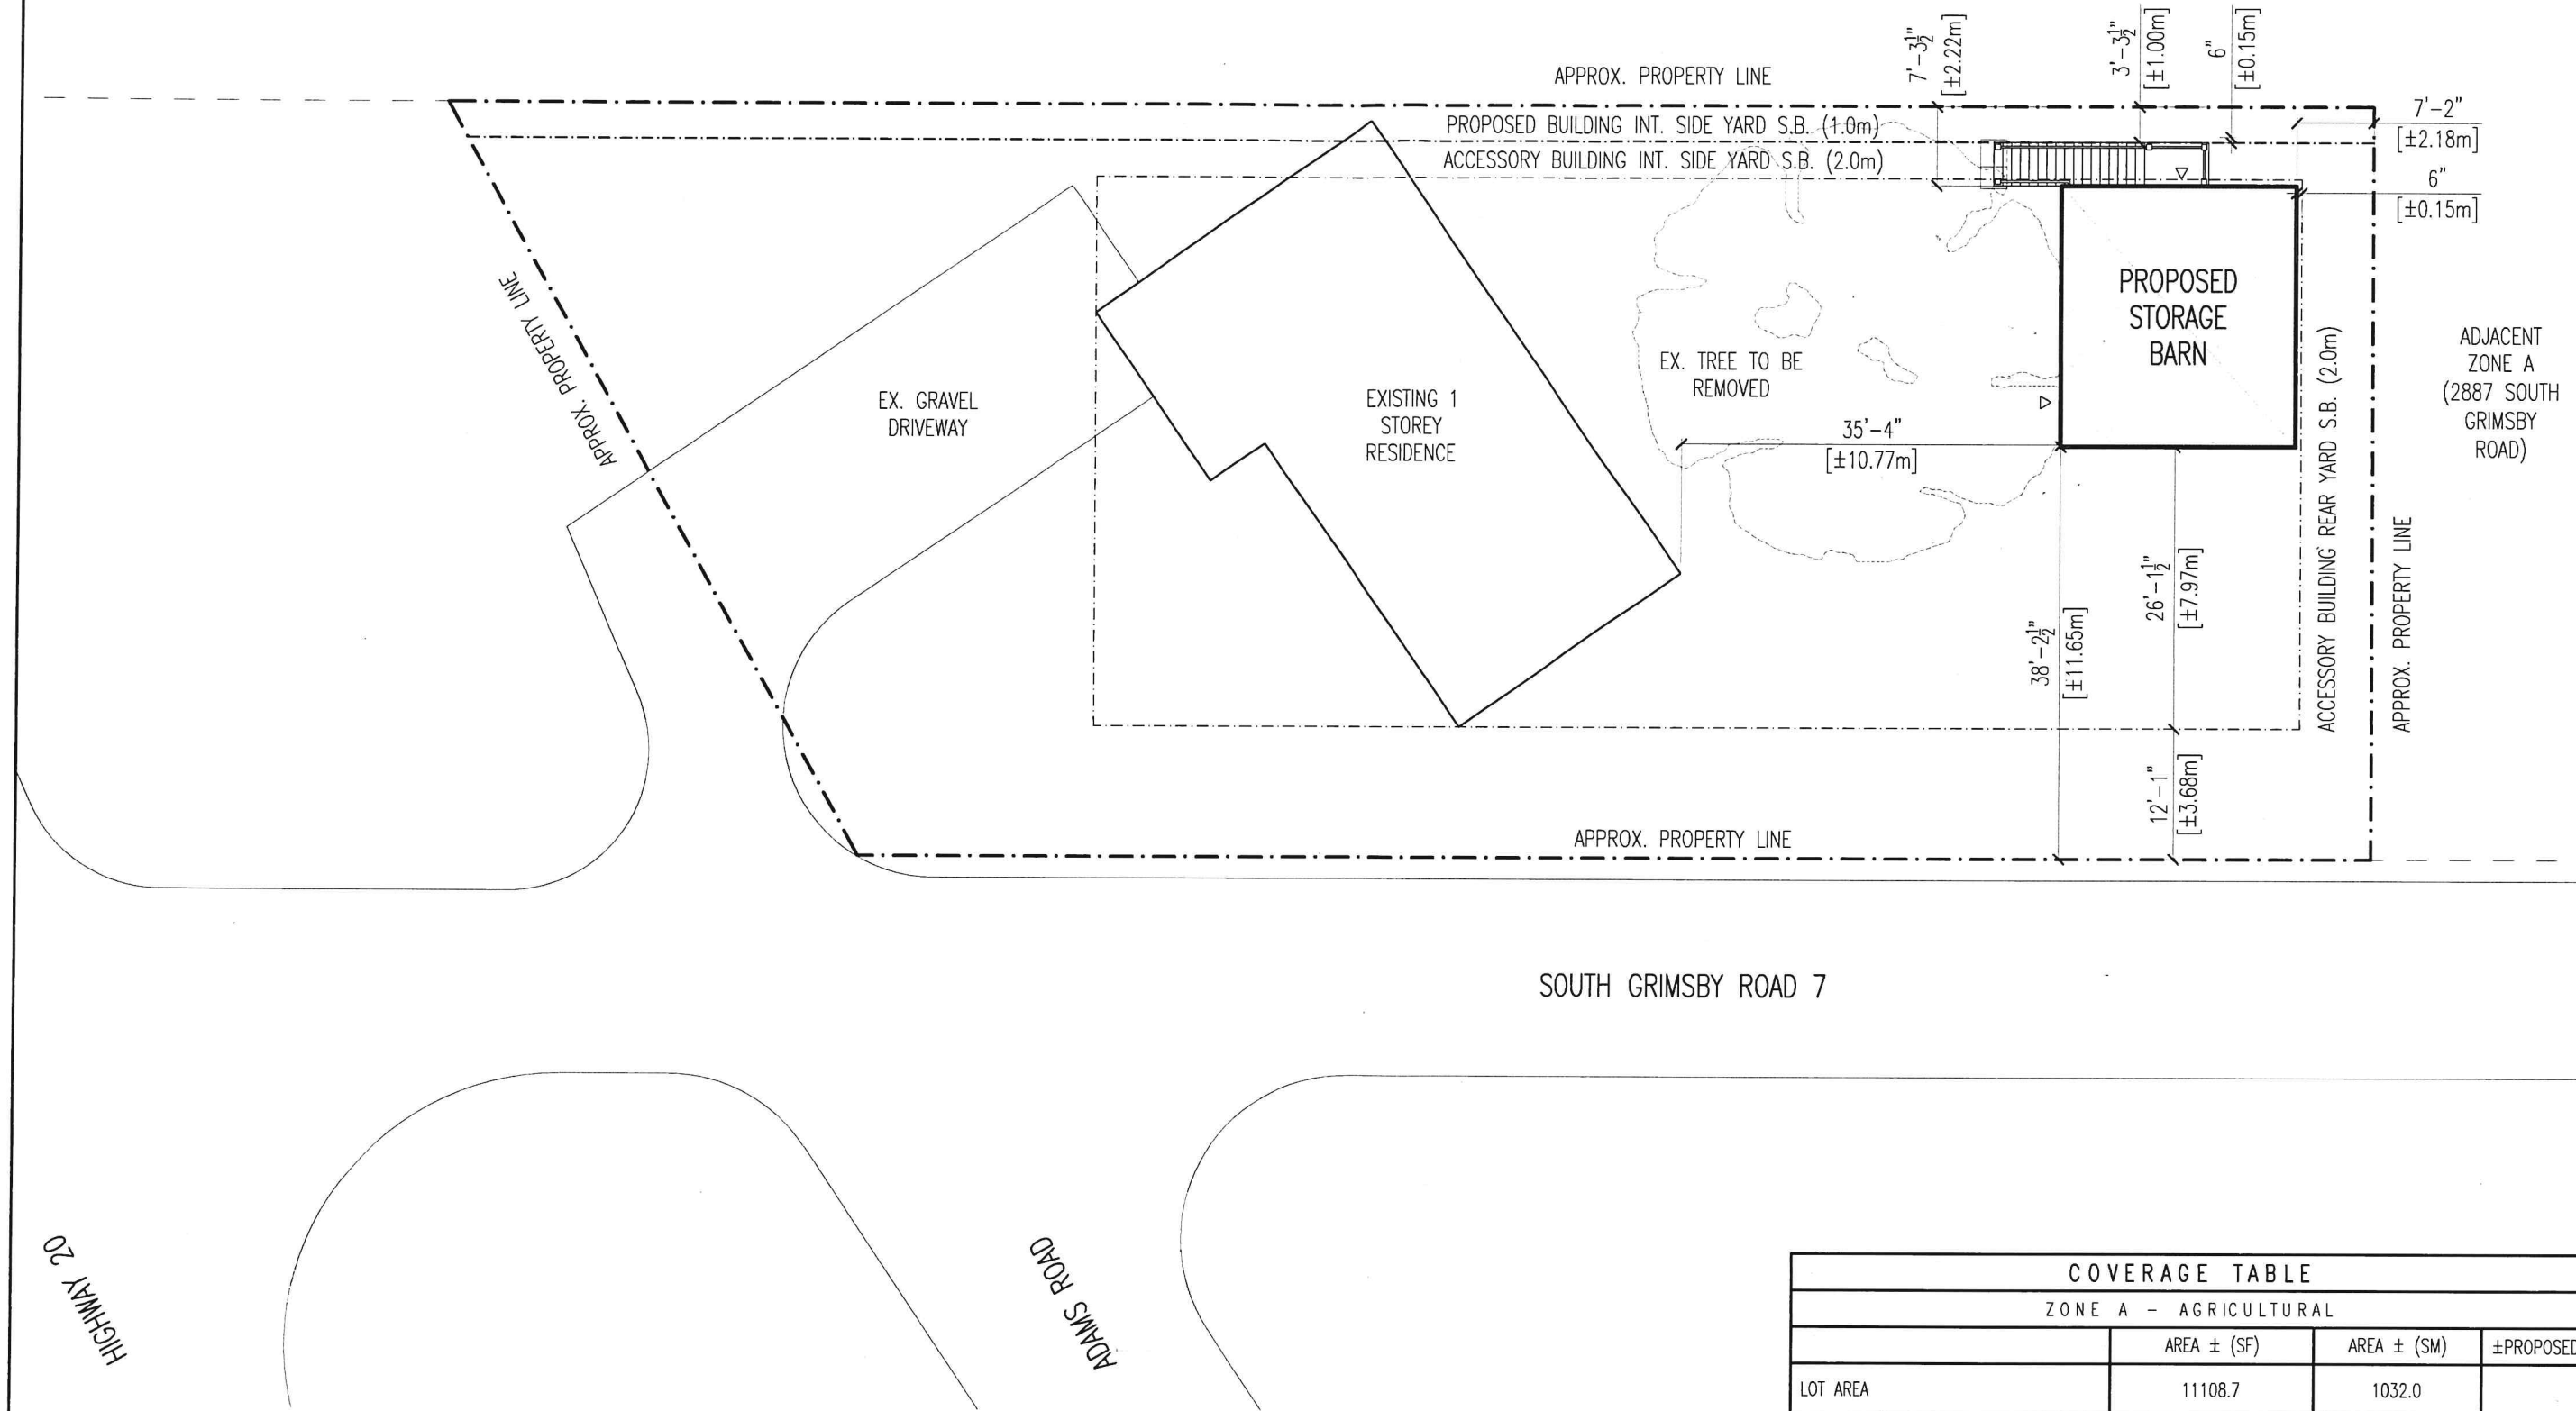 7'-3½"
[±2.22m]
3'-3½"
[±1.00m]
6"
[±0.15m]
APPROX. PROPERTY LINE
7'-2"
[±2.18m]
PROPOSED BUILDING INT. SIDE YARD S.B. (1.0m)
ACCESSORY BUILDING INT. SIDE YARD S.B. (2.0m)
6"
[±0.15m]
APPROX. PROPERTY LINE
PROPOSED
STORAGE
BARN
ADJACENT
ZONE A
(2887 SOUTH
GRIMSBY
ROAD)
EX. GRAVEL
DRIVEWAY
EXISTING 1
STOREY
RESIDENCE
EX. TREE TO BE
REMOVED
35'-4"
[±10.77m]
ACCESSORY BUILDING REAR YARD S.B. (2.0m)
APPROX. PROPERTY LINE
38'-2½"
[±11.65m]
26'-1½"
[±7.97m]
12'-1"
[±3.68m]
APPROX. PROPERTY LINE
SOUTH GRIMSBY ROAD 7
HIGHWAY 20
ADAMS ROAD
COVERAGE TABLE
ZONE A - AGRICULTURAL
AREA ± (SF) AREA ± (SM) ±PROPOSED
LOT AREA 11108.7 1032.0